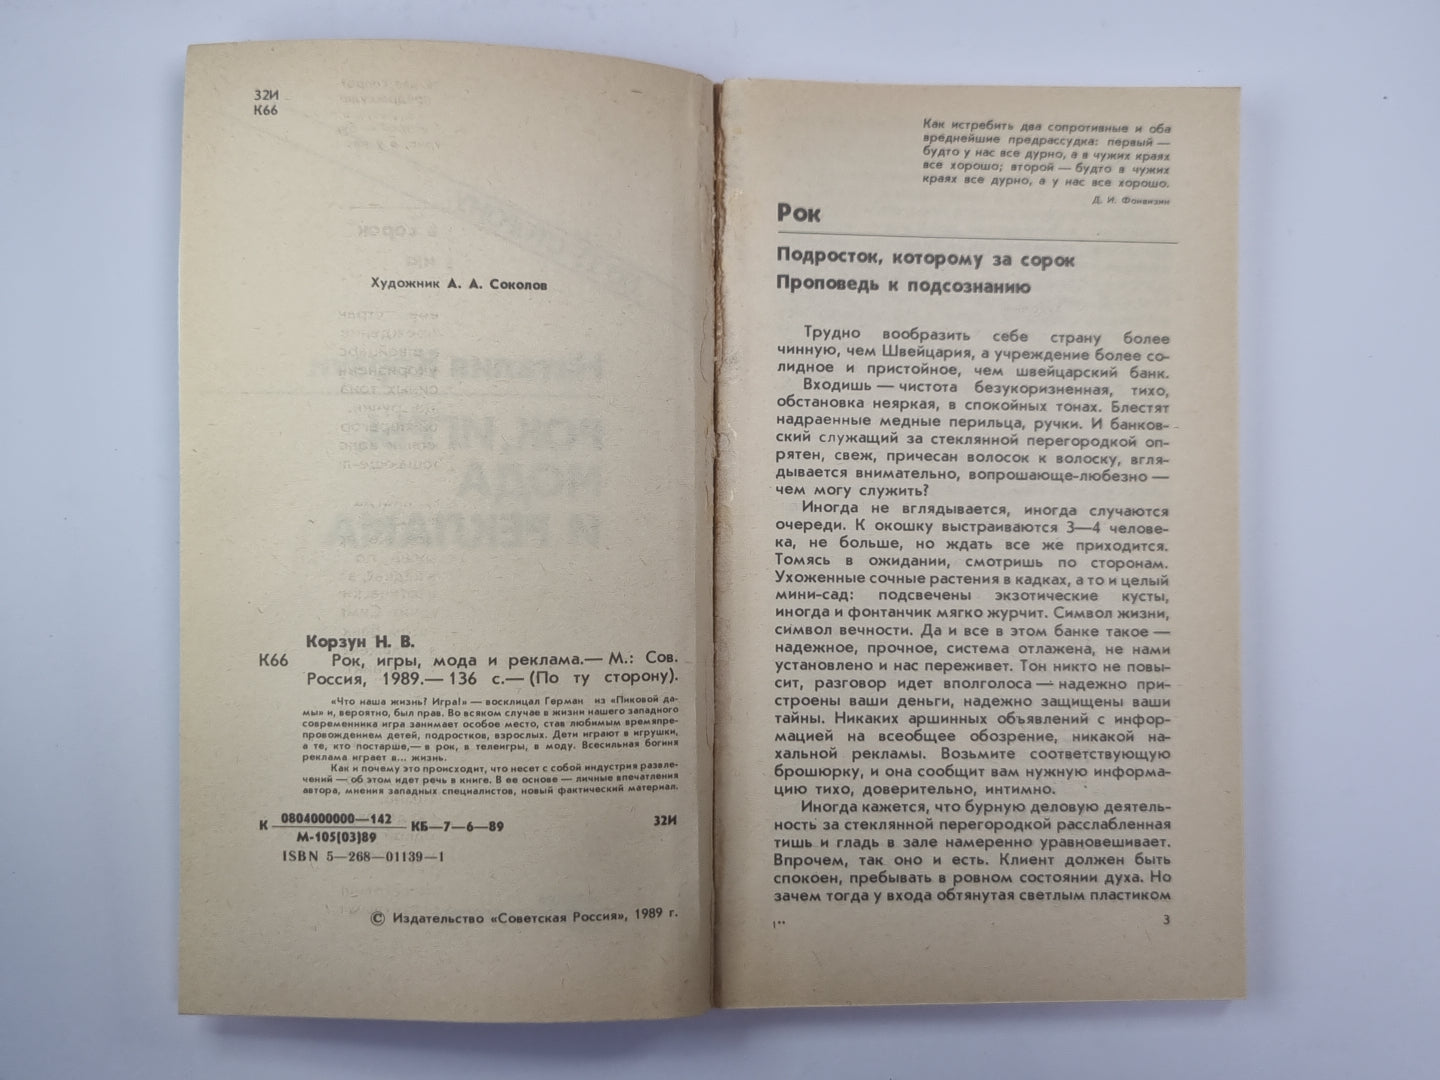 32И
К66
Художник А. А. Соколов
Корзун Н. В.
К66 Рок, игры, мода и реклама.— М.: Сов.
Россия, 1989.— 136 с.— (По ту сторону).
«Что наша жизнь? Игра!» — восклицал Герман из «Пиковой да-
мы» и, вероятно, был прав. Во всяком случае в жизни нашего западного
современника игра занимает особое место, став любимым времяпре-
провождением детей, подростков, взрослых. Дети играют в игрушки,
а те, кто постарше,— в рок, в телеигры, в моду. Всесильная богиня
реклама играет в... жизнь.
Как и почему это происходит, что несет с собой индустрия развле-
чений — об этом идет речь в книге. В ее основе — личные впечатления
автора, мнения западных специалистов, новый фактический материал.
К 0804000000—142 КБ—7—6—89 32И
М-105(03)89
ISBN 5—268—01139—1
© Издательство «Советская Россия», 1989 г.
Как истребить два сопротивные и оба
вреднейшие предрассудка: первый —
будто у нас все дурно, а в чужих краях
все хорошо; второй — будто в чужих
краях все дурно, а у нас все хорошо.
Д. И. Фонвизин
Рок
Подросток, которому за сорок
Проповедь к подсознанию
Трудно вообразить себе страну более
чинную, чем Швейцария, а учреждение более со-
лидное и пристойное, чем швейцарский банк.
Входишь — чистота безукоризненная, тихо,
обстановка неяркая, в спокойных тонах. Блестят
надраенные медные перильца, ручки. И банков-
ский служащий за стеклянной перегородкой оп-
рятен, свеж, причесан волосок к волоску, вгля-
дывается внимательно, вопрошающе-любезно —
чем могу служить?
Иногда не вглядывается, иногда случаются
очереди. К окошку выстраиваются 3—4 челове-
ка, не больше, но ждать все же приходится.
Томясь в ожидании, смотришь по сторонам.
Ухоженные сочные растения в кадках, а то и целый
мини-сад: подсвечены экзотические кусты,
иногда и фонтанчик мягко журчит. Символ жизни,
символ вечности. Да и все в этом банке такое —
надежное, прочное, система отлажена, не нами
установлено и нас переживет. Тон никто не повы-
сит, разговор идет вполголоса — надежно при-
строены ваши деньги, надежно защищены ваши
тайны. Никаких аршинных объявлений с инфор-
мацией на всеобщее обозрение, никакой на-
хальной рекламы. Возьмите соответствующую
брошюрку, и она сообщит вам нужную информа-
цию тихо, доверительно, интимно.
Иногда кажется, что бурную деловую деятель-
ность за стеклянной перегородкой расслабленная
тишь и гладь в зале намеренно уравновешивает.
Впрочем, так оно и есть. Клиент должен быть
спокоен, пребывать в ровном состоянии духа. Но
зачем тогда у входа обтянутая светлым пластиком
3